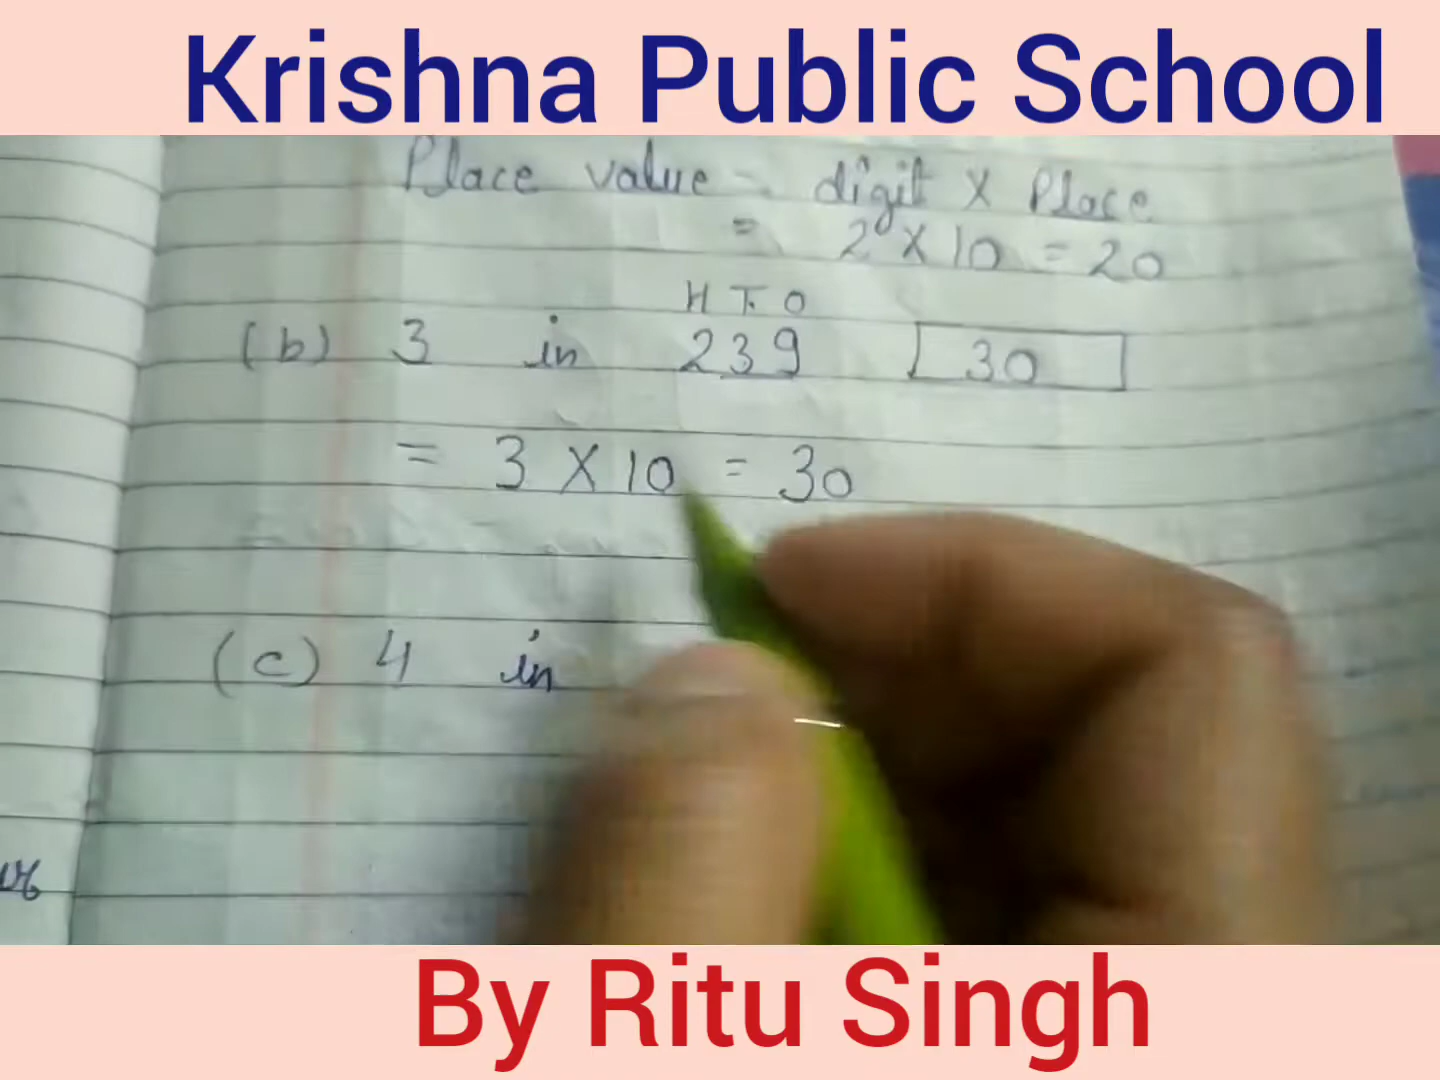 Krishna Public School
Place value = digit X Place
= 2 X 10 = 20
H T O
(b) 3 in 239 30
= 3 X 10 = 30
(c) 4 in
By Ritu Singh